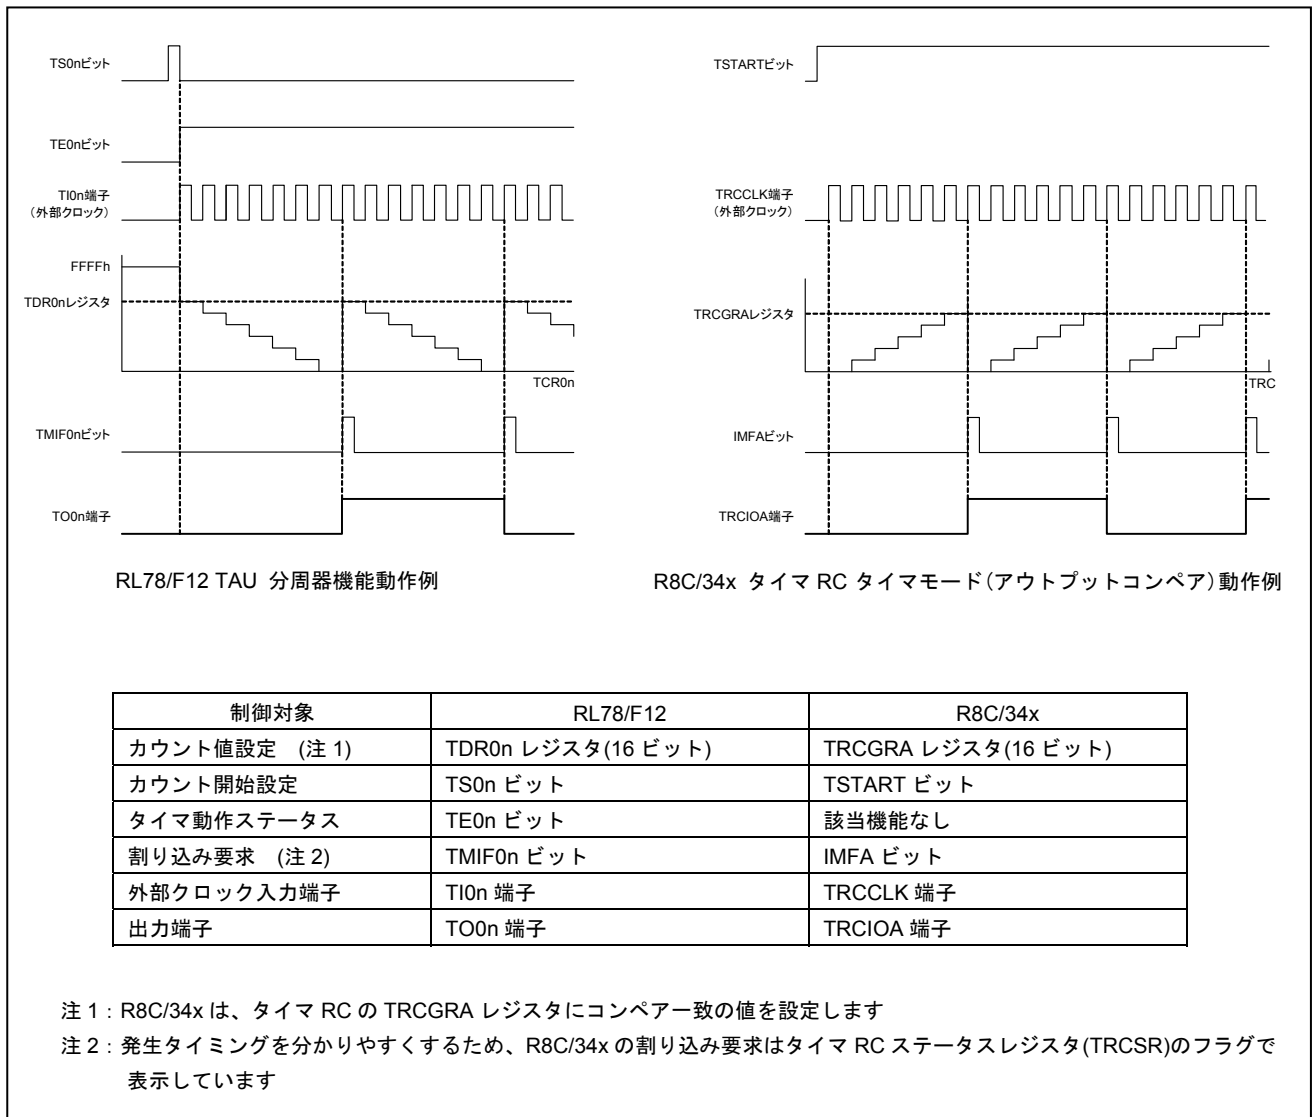 TS0nビット
TE0nビット
TI0n端子
(外部クロック)
FFFFh
TDR0nレジスタ
TCR0n
TMIF0nビット
TO0n端子
RL78/F12 TAU 分周器機能動作例
TSTARTビット
TRCCLK端子
(外部クロック)
TRCGRAレジスタ
TRC
IMFAビット
TRCIOA端子
R8C/34x タイマ RC タイマモード(アウトプットコンペア)動作例
制御対象 RL78/F12 R8C/34x
カウント値設定 (注 1) TDR0n レジスタ(16 ビット) TRCGRA レジスタ(16 ビット)
カウント開始設定 TS0n ビット TSTART ビット
タイマ動作ステータス TE0n ビット 該当機能なし
割り込み要求 (注 2) TMIF0n ビット IMFA ビット
外部クロック入力端子 TI0n 端子 TRCCLK 端子
出力端子 TO0n 端子 TRCIOA 端子
注 1:R8C/34x は、タイマ RC の TRCGRA レジスタにコンペア一致の値を設定します
注 2:発生タイミングを分かりやすくするため、R8C/34x の割り込み要求はタイマ RC ステータスレジスタ(TRCSR)のフラグで
表示しています